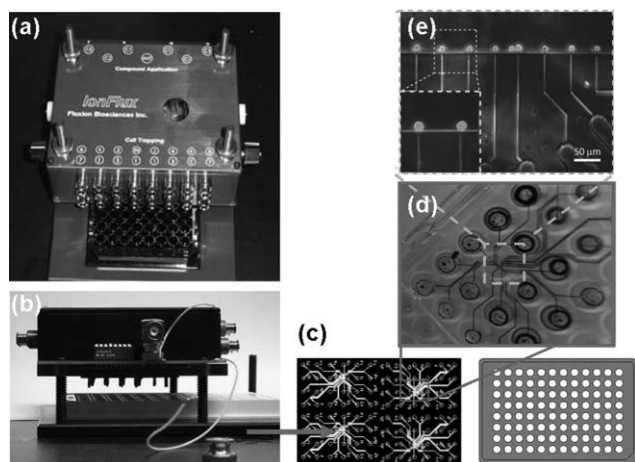 (a)
Compound Application
IonFlux
Fluxion Biosciences Inc.
Cell Trapping
(b)
(c)
(d)
(e)
50 µm